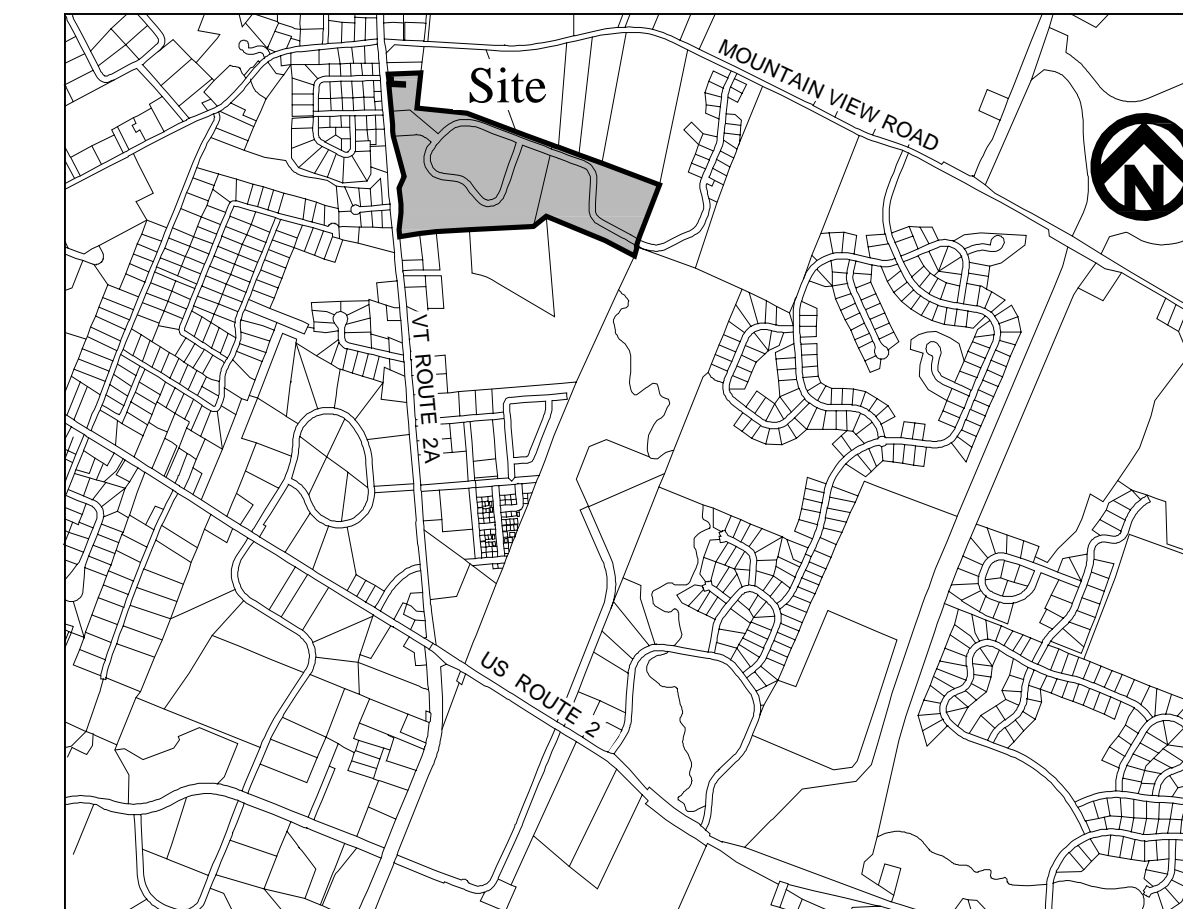 Site
MOUNTAIN VIEW ROAD
N
VT ROUTE 2A
US ROUTE 2